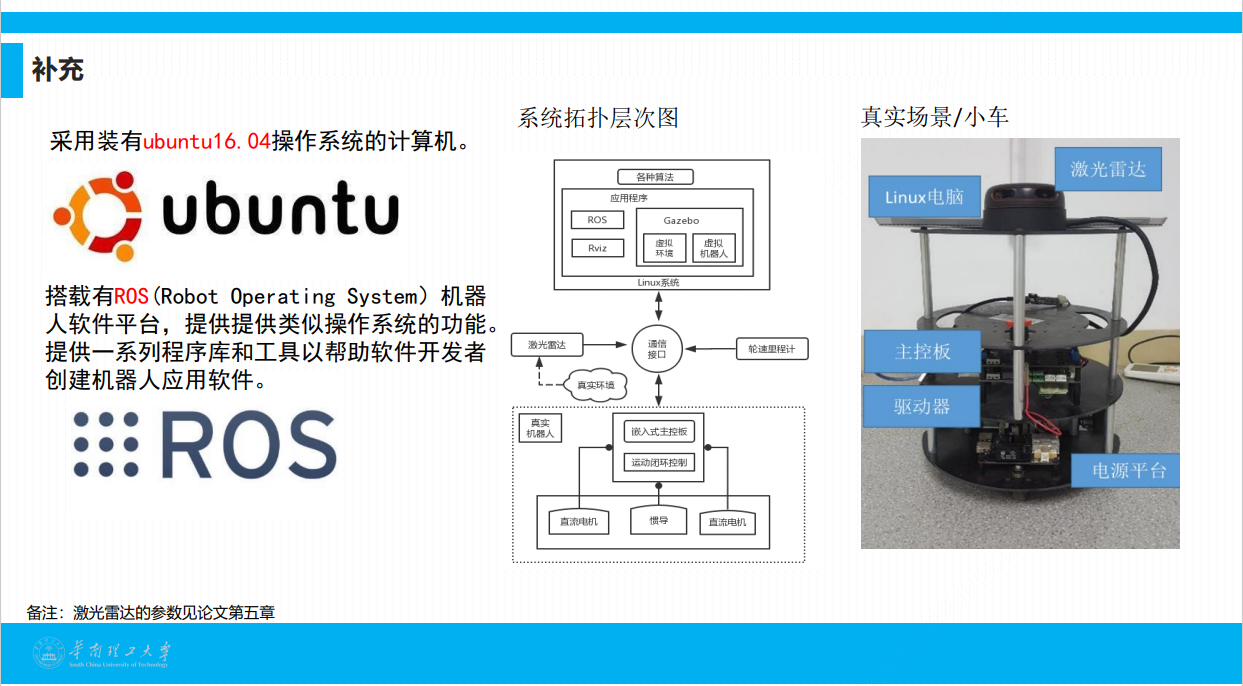 补充
采用装有ubuntu16.04操作系统的计算机。
ubuntu
搭载有ROS(Robot Operating System) 机器
人软件平台，提供提供类似操作系统的功能。
提供一系列程序库和工具以帮助软件开发者
创建机器人应用软件。
ROS
系统拓扑层次图
各种算法
应用程序
ROS
Gazebo
Rviz
虚拟
环境
虚拟
机器人
Linux系统
激光雷达
通信
接口
轮速里程计
真实环境
真实
机器人
嵌入式主控板
运动闭环控制
直流电机
惯导
直流电机
真实场景/小车
激光雷达
Linux电脑
主控板
驱动器
电源平台
备注：激光雷达的参数见论文第五章
华南理工大学
South China University of Technology